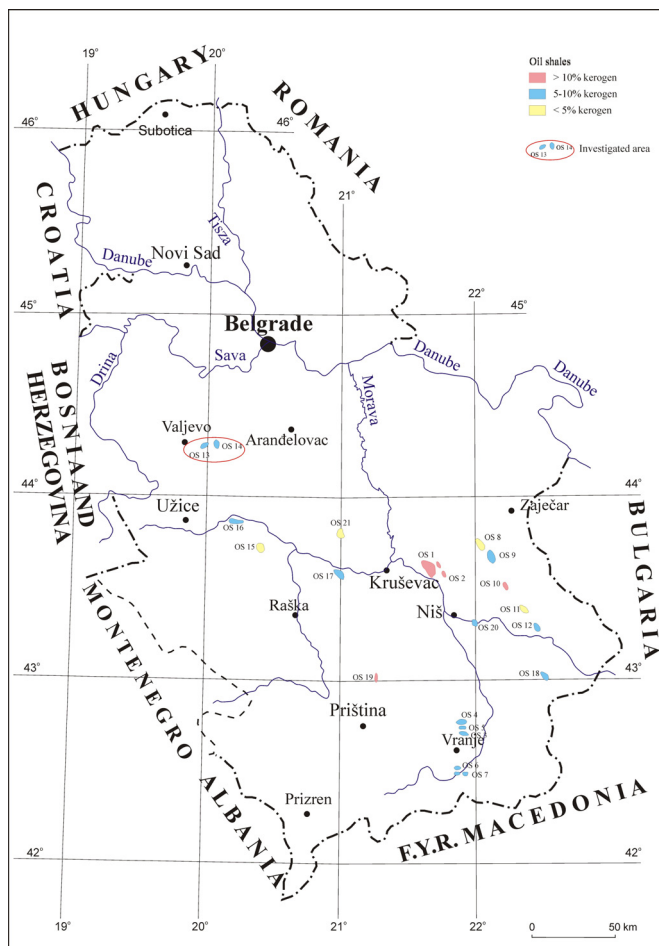 Oil shales
> 10% kerogen
5-10% kerogen
< 5% kerogen
OS 13
OS 14
Investigated area
19°
20°
HUNGARY
ROMANIA
46°
Subotica
46°
CROATIA
Tisza
21°
Novi Sad
Danube
45°
22°
45°
Belgrade
Drina
Sava
Danube
Danube
BOSNIA AND
HERZEGOVINA
Morava
Valjevo
OS 13
OS 14
Aranđelovac
44°
44°
Užice
Zaječar
BULGARIA
OS 16
OS 21
OS 15
OS 8
OS 9
OS 17
OS 1
OS 2
Kruševac
OS 10
Raška
Niš
OS 11
OS 20
OS 12
MONTENEGRO
43°
OS 19
OS 18
43°
Priština
OS 4
OS 5
Vranje
OS 6
OS 7
ALBANIA
Prizren
F.Y.R. MACEDONIA
42°
42°
19°
20°
21°
22°
0
50 km